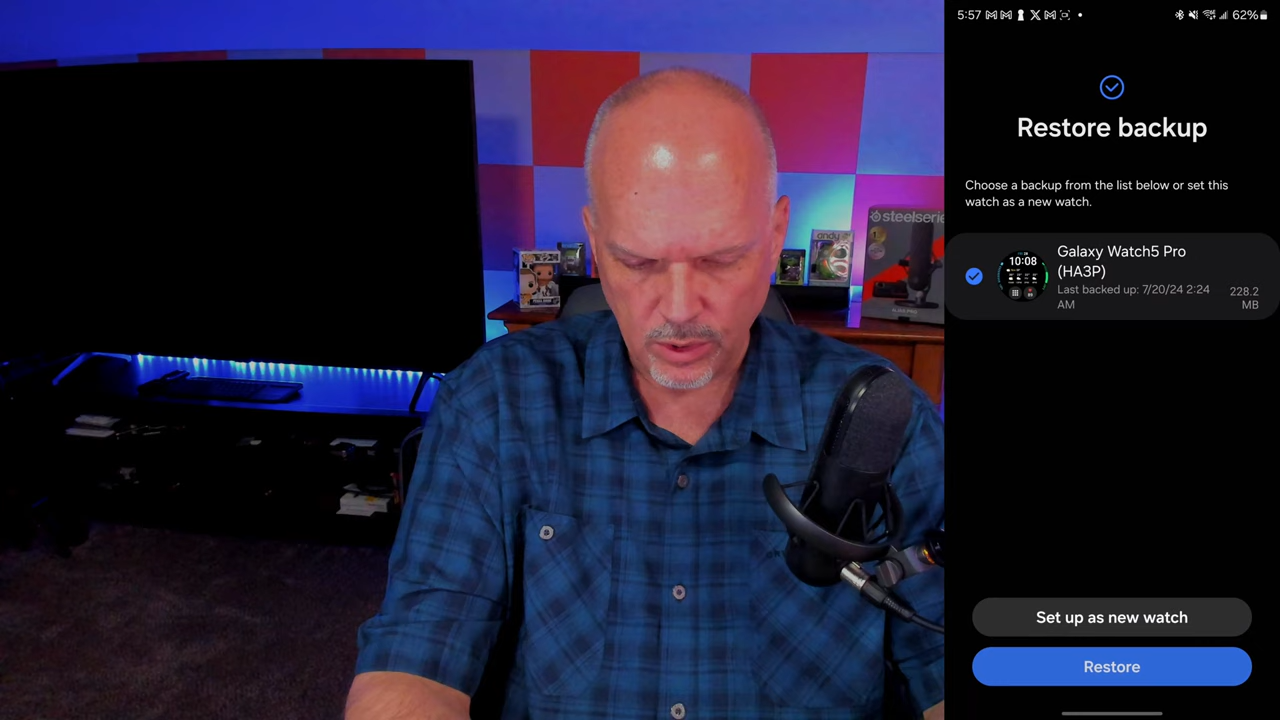 5:57
62%
Restore backup
Choose a backup from the list below or set this
watch as a new watch.
10:08
Galaxy Watch5 Pro
(HA3P)
Last backed up: 7/20/24 2:24
AM
228.2
MB
Set up as new watch
Restore
steelserie
andy